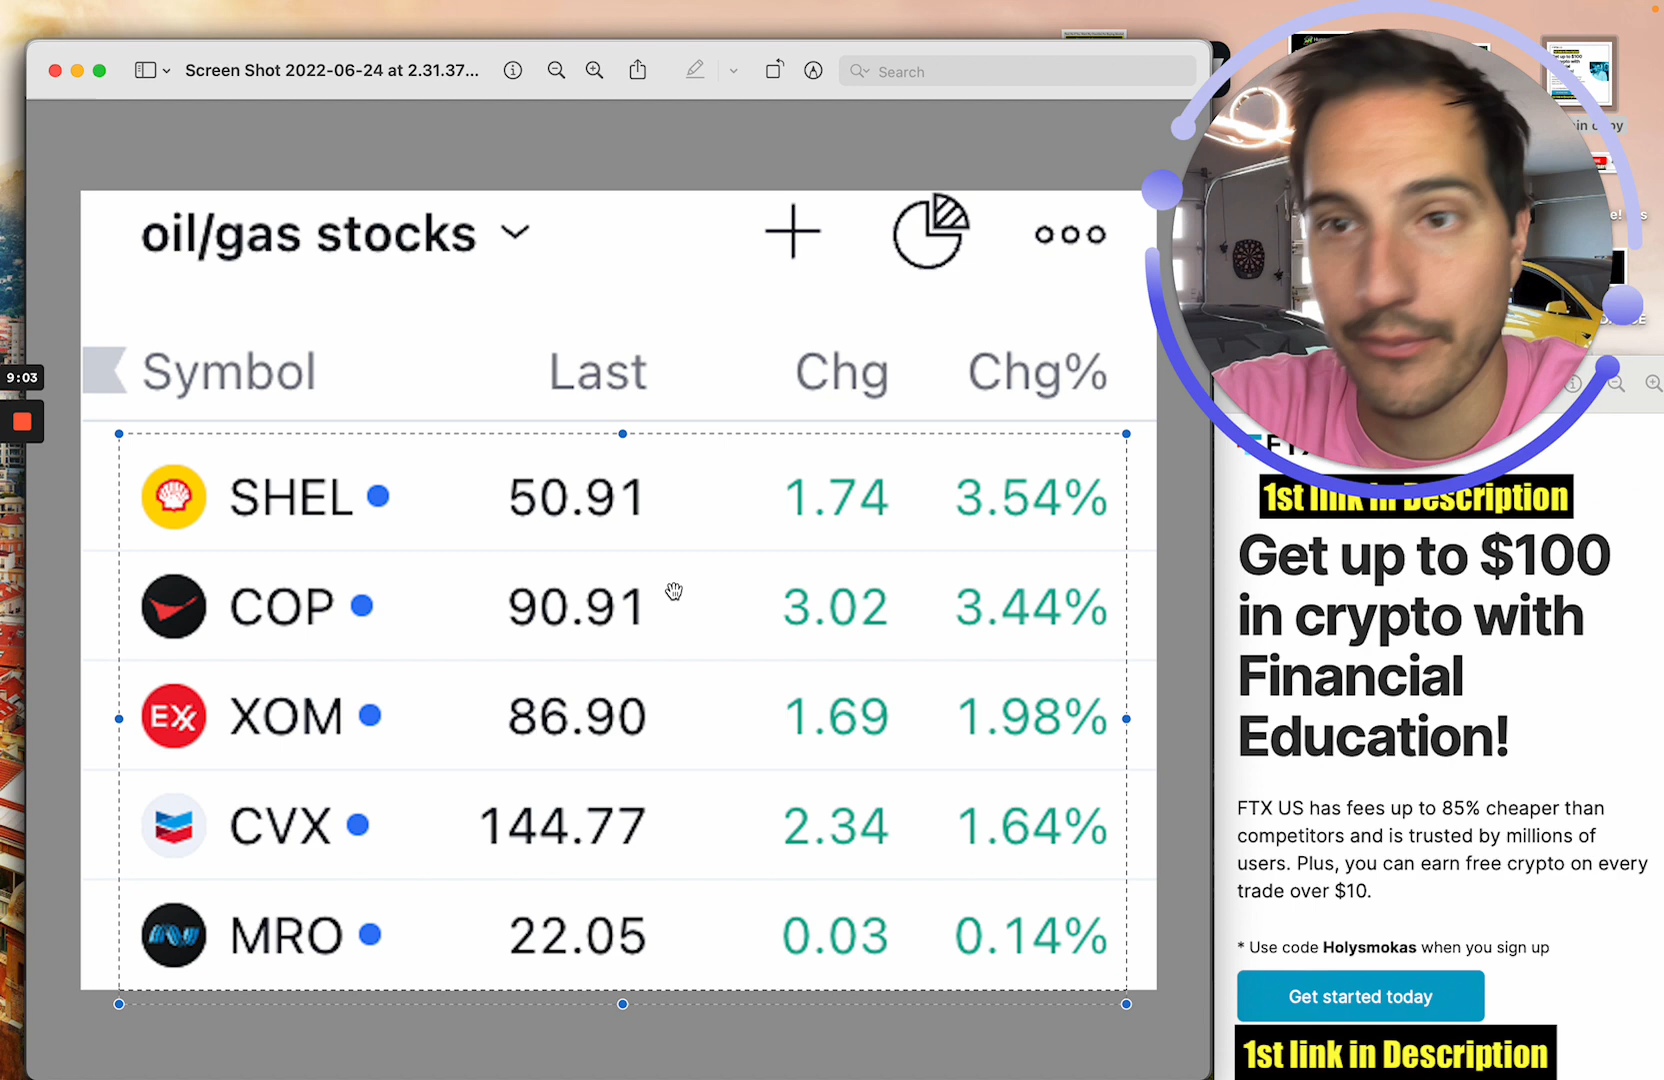 Screen Shot 2022-06-24 at 2.31.37...
Search
oil/gas stocks
Symbol Last Chg Chg%
SHEL 50.91 1.74 3.54%
COP 90.91 3.02 3.44%
EXX XOM 86.90 1.69 1.98%
CVX 144.77 2.34 1.64%
MRO 22.05 0.03 0.14%
9:03
1st link in Description
Get up to $100
in crypto with
Financial
Education!
FTX US has fees up to 85% cheaper than
competitors and is trusted by millions of
users. Plus, you can earn free crypto on every
trade over $10.
* Use code Holysmokas when you sign up
Get started today
1st link in Description